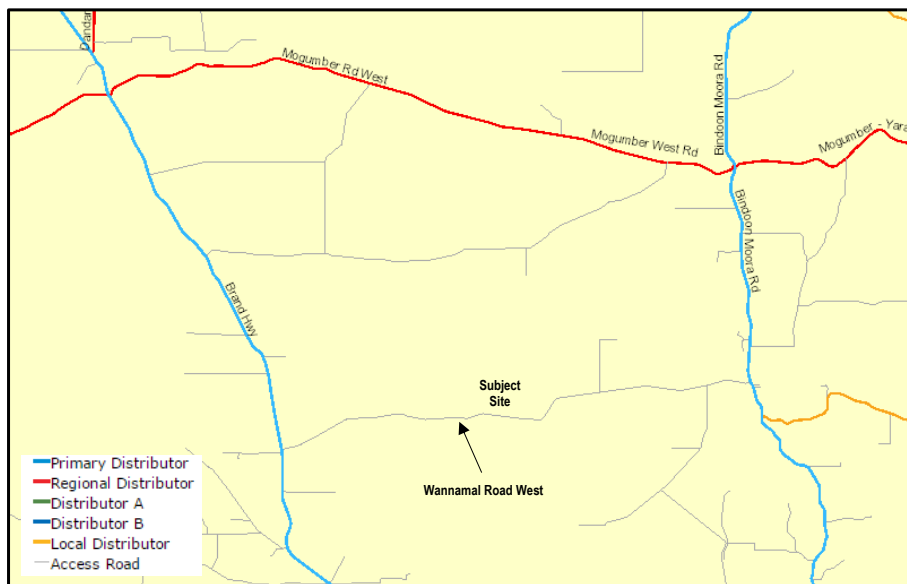 Dandar
Mogumber Rd West
Bindoon Moora Rd
Mogumber West Rd
Mogumber - Yara
Bindoon Moora Rd
Brand Hwy
Subject
Site
Wannamal Road West
Primary Distributor
Regional Distributor
Distributor A
Distributor B
Local Distributor
Access Road